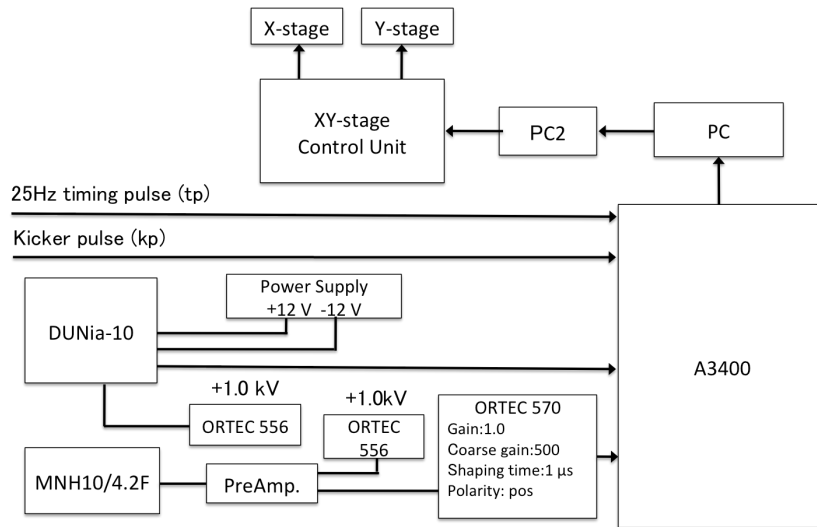 X-stage
Y-stage
XY-stage
Control Unit
PC2
PC
25Hz timing pulse (tp)
Kicker pulse (kp)
Power Supply
+12 V -12 V
DUNia-10
A3400
+1.0 kV
ORTEC 556
+1.0kV
ORTEC
556
ORTEC 570
Gain:1.0
Coarse gain:500
Shaping time:1 μs
Polarity: pos
MNH10/4.2F
PreAmp.